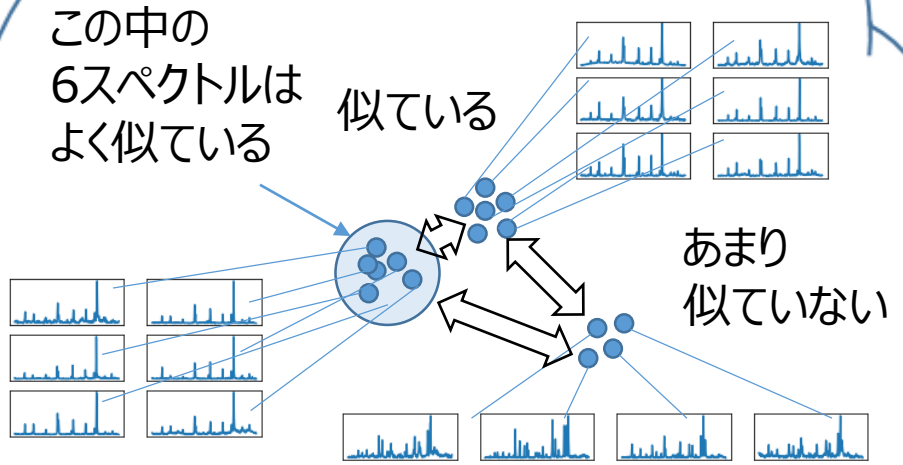 この中の
6スペクトルは
よく似ている
似ている
あまり
似ていない